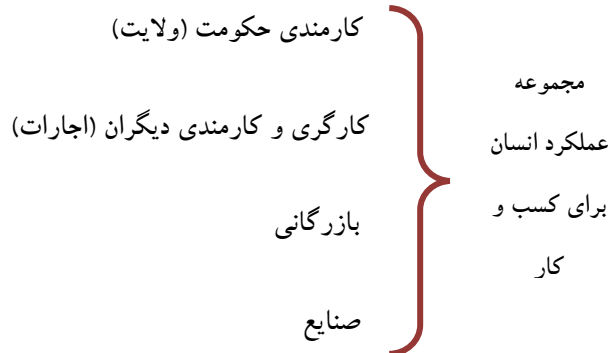 مجموعه
عملکرد انسان
برای کسب و
کار
کارمندی حکومت (ولایت)
کارگری و کارمندی دیگران (اجارات)
بازرگانی
صنایع